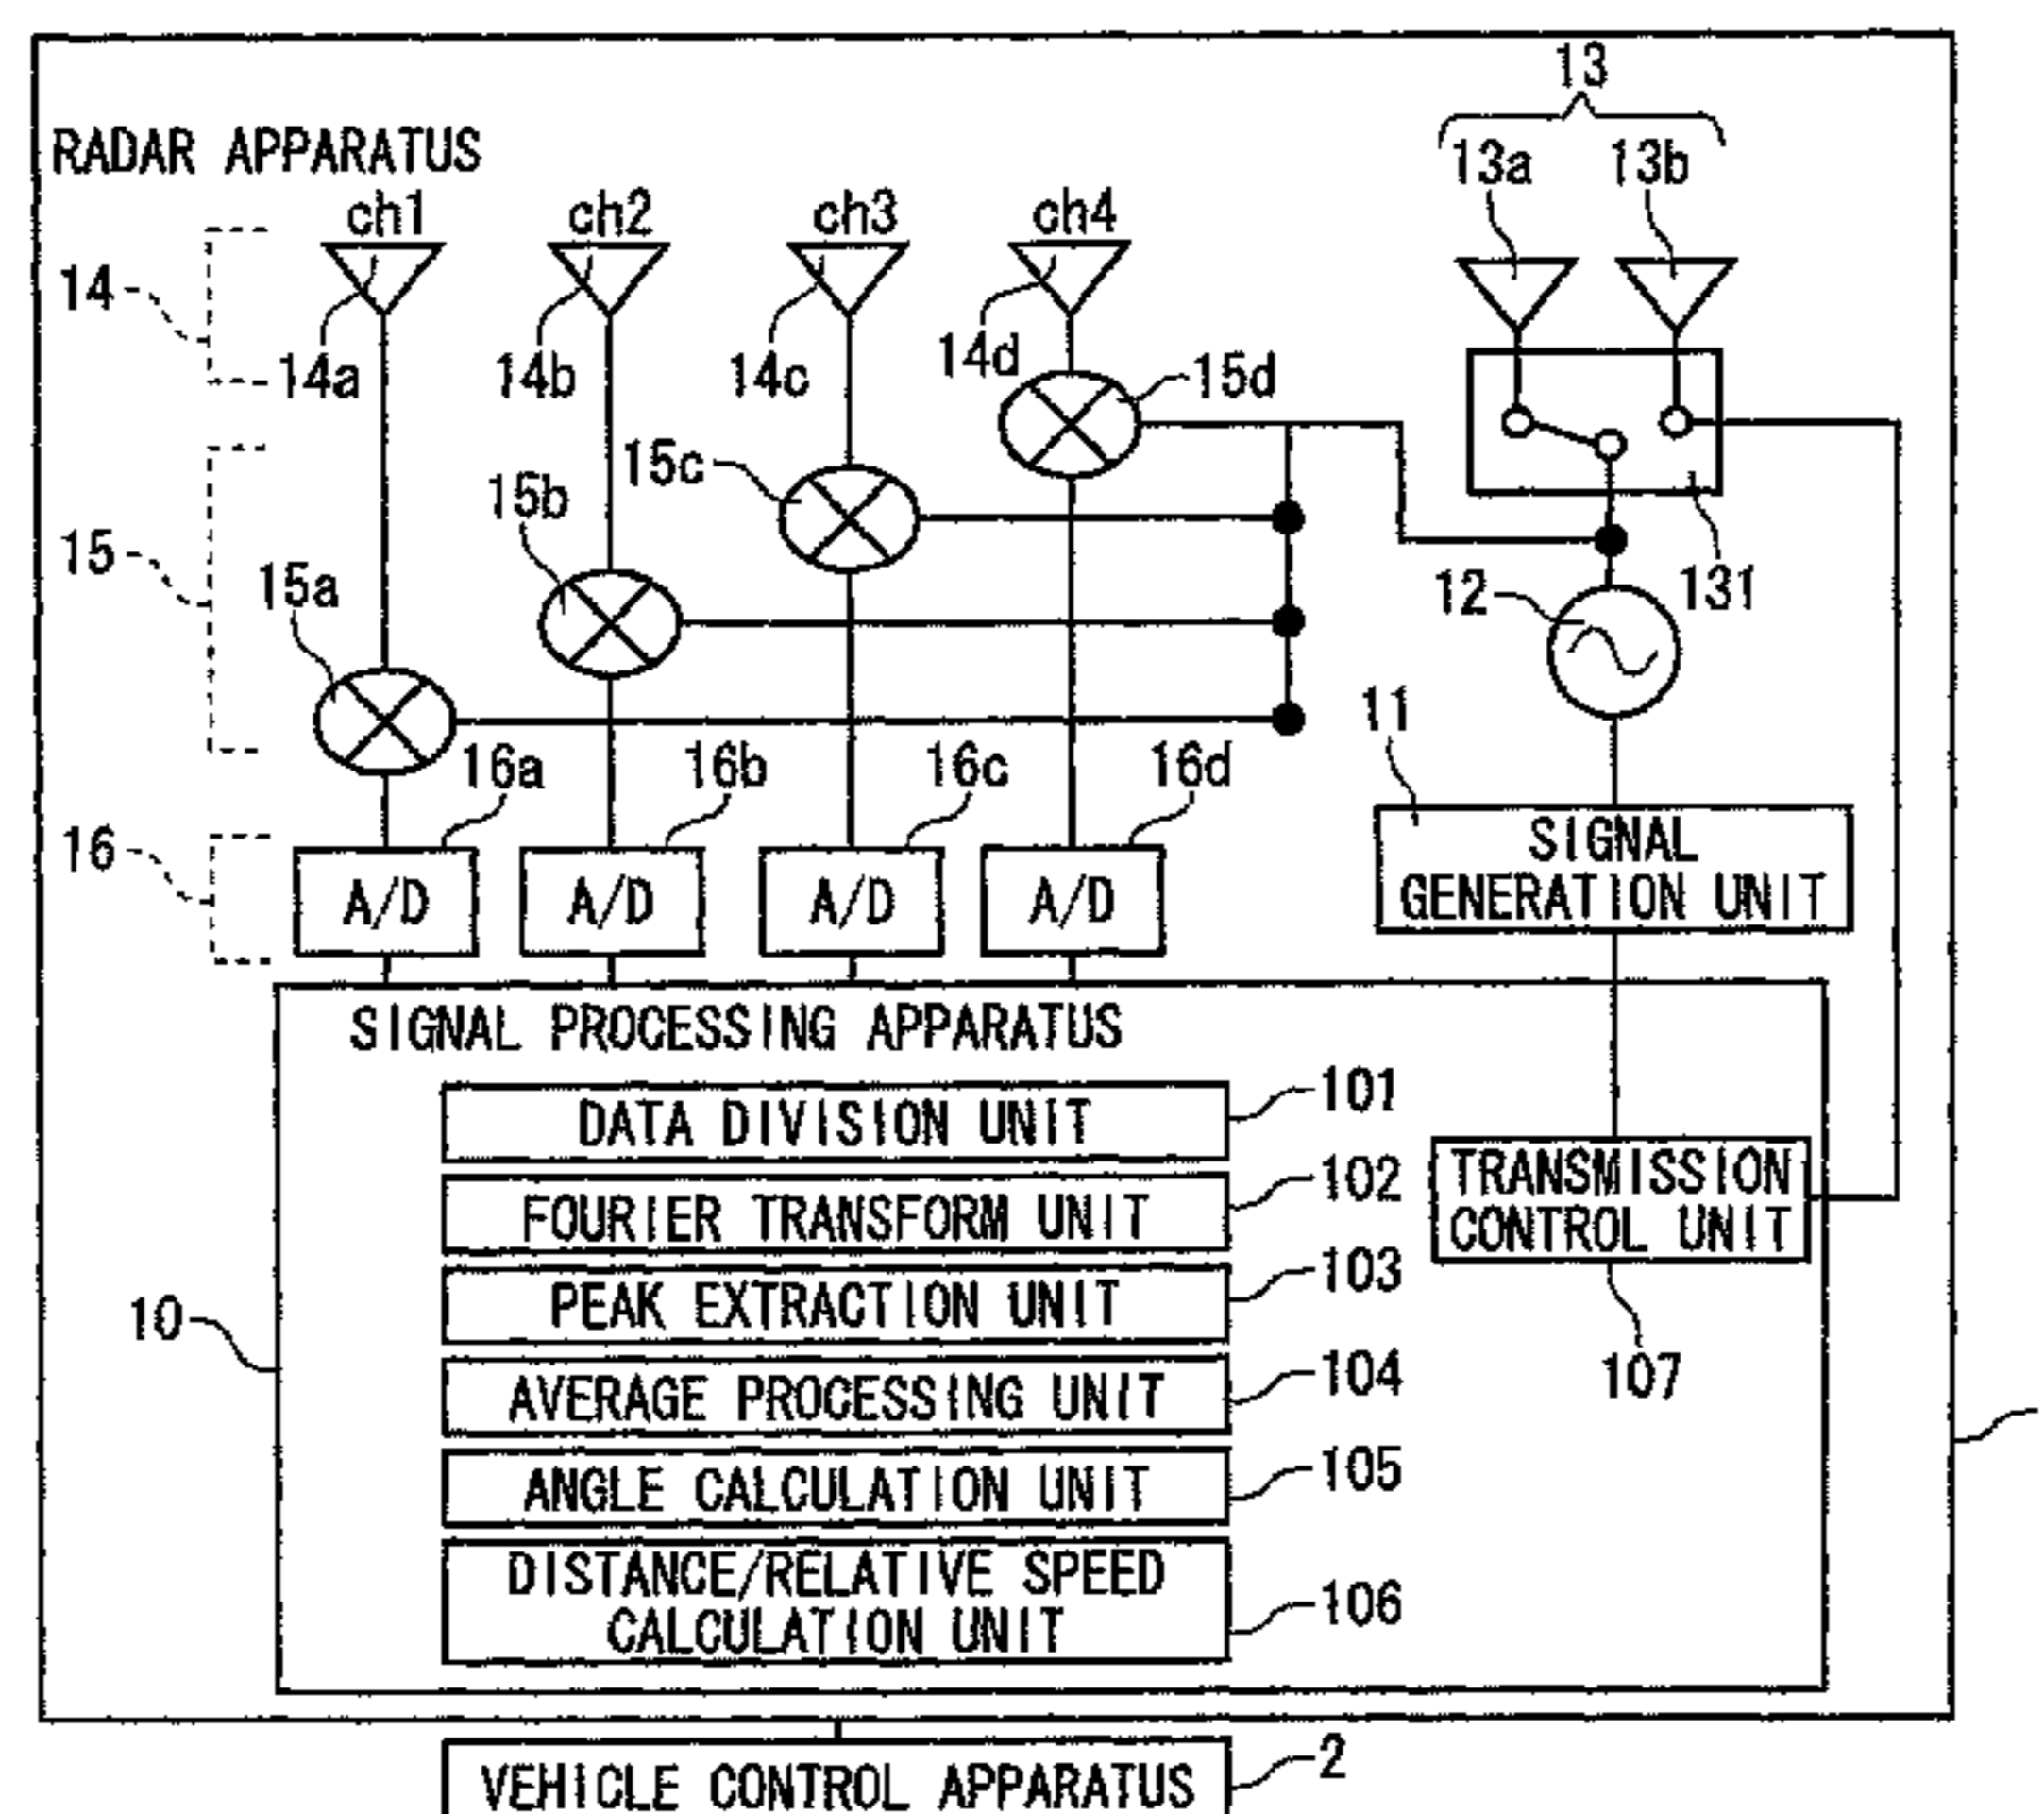 13
RADAR APPARATUS
13a 13b
ch1 ch2 ch3 ch4
14
14a 14b 14c 14d 15d
15c
15b
15
15a
12 131
11
16a 16b 16c 16d
16
A/D A/D A/D A/D
SIGNAL
GENERATION UNIT
SIGNAL PROCESSING APPARATUS
DATA DIVISION UNIT 101
FOURIER TRANSFORM UNIT 102
TRANSMISSION
CONTROL UNIT
PEAK EXTRACTION UNIT 103
10
AVERAGE PROCESSING UNIT 104
107
ANGLE CALCULATION UNIT 105
DISTANCE/RELATIVE SPEED
CALCULATION UNIT 106
VEHICLE CONTROL APPARATUS 2